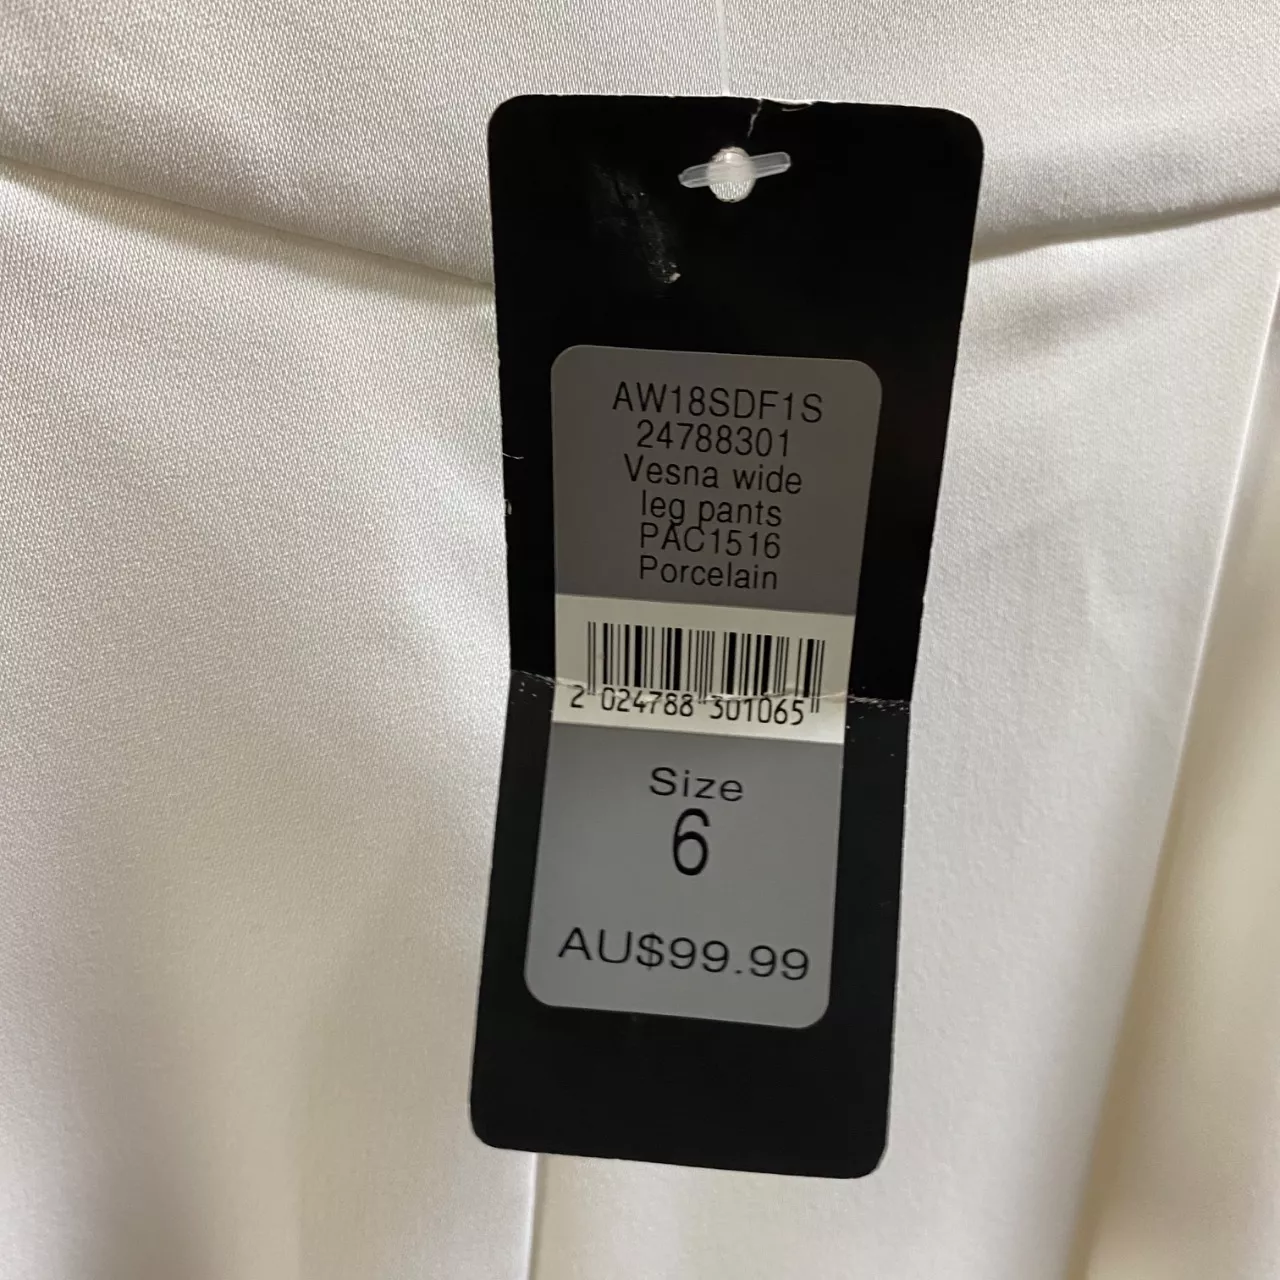 AW18SDF1S
24788301
Vesna wide
leg pants
PAC1516
Porcelain
2 024788 301065
Size
6
AU$99.99